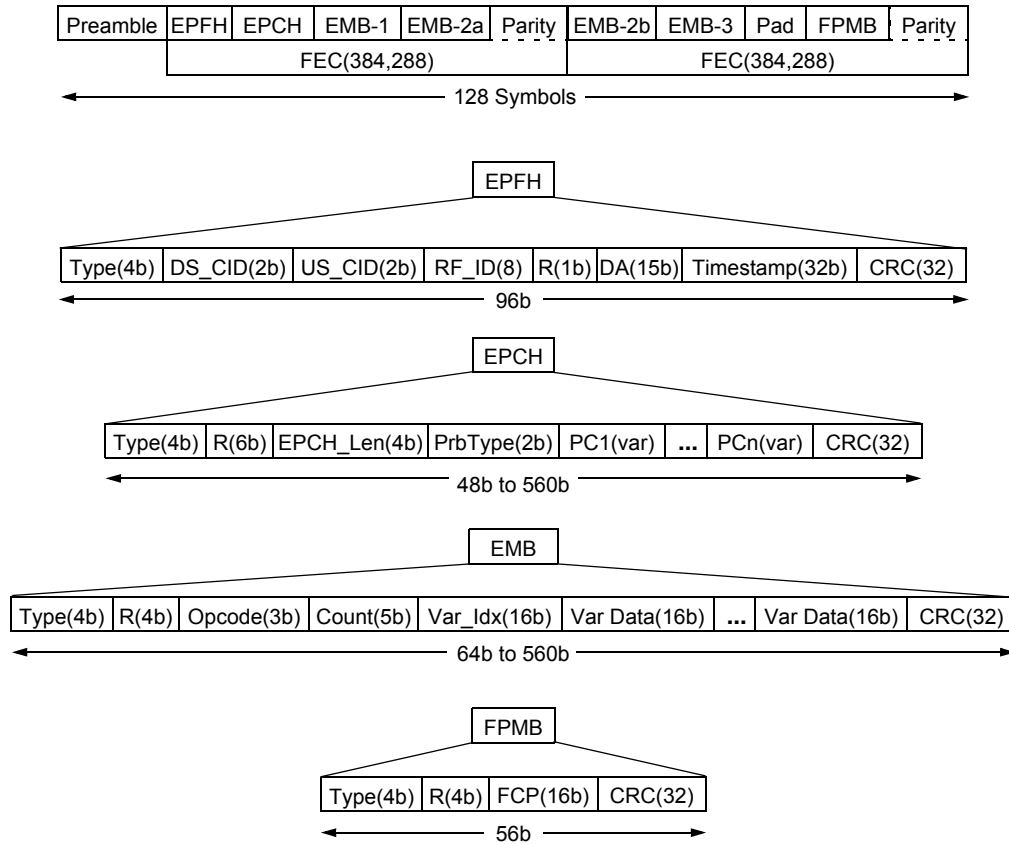 Preamble EPFH EPCH EMB-1 EMB-2a Parity EMB-2b EMB-3 Pad FPMB Parity
FEC(384,288) FEC(384,288)
128 Symbols
EPFH
Type(4b) DS_CID(2b) US_CID(2b) RF_ID(8) R(1b) DA(15b) Timestamp(32b) CRC(32)
96b
EPCH
Type(4b) R(6b) EPCH_Len(4b) PrbType(2b) PC1(var) ... PCn(var) CRC(32)
48b to 560b
EMB
Type(4b) R(4b) Opcode(3b) Count(5b) Var_Idx(16b) Var Data(16b) ... Var Data(16b) CRC(32)
64b to 560b
FPMB
Type(4b) R(4b) FCP(16b) CRC(32)
56b